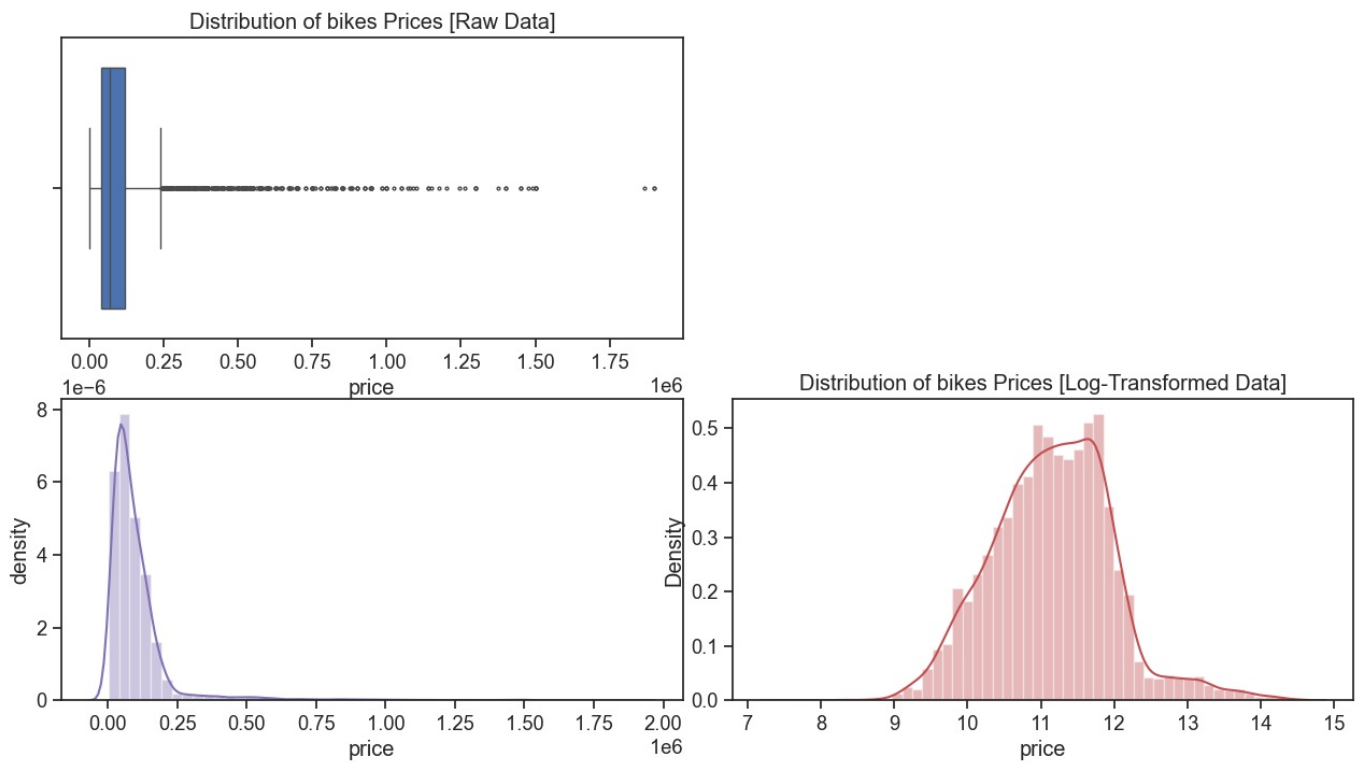 Distribution of bikes Prices [Raw Data]
0.00 0.25 0.50 0.75 1.00 1.25 1.50 1.75
price
1e6
1e−6
density
8
6
4
2
0
0.00 0.25 0.50 0.75 1.00 1.25 1.50 1.75 2.00
price
1e6
Distribution of bikes Prices [Log-Transformed Data]
Density
0.5
0.4
0.3
0.2
0.1
0.0
7 8 9 10 11 12 13 14 15
price